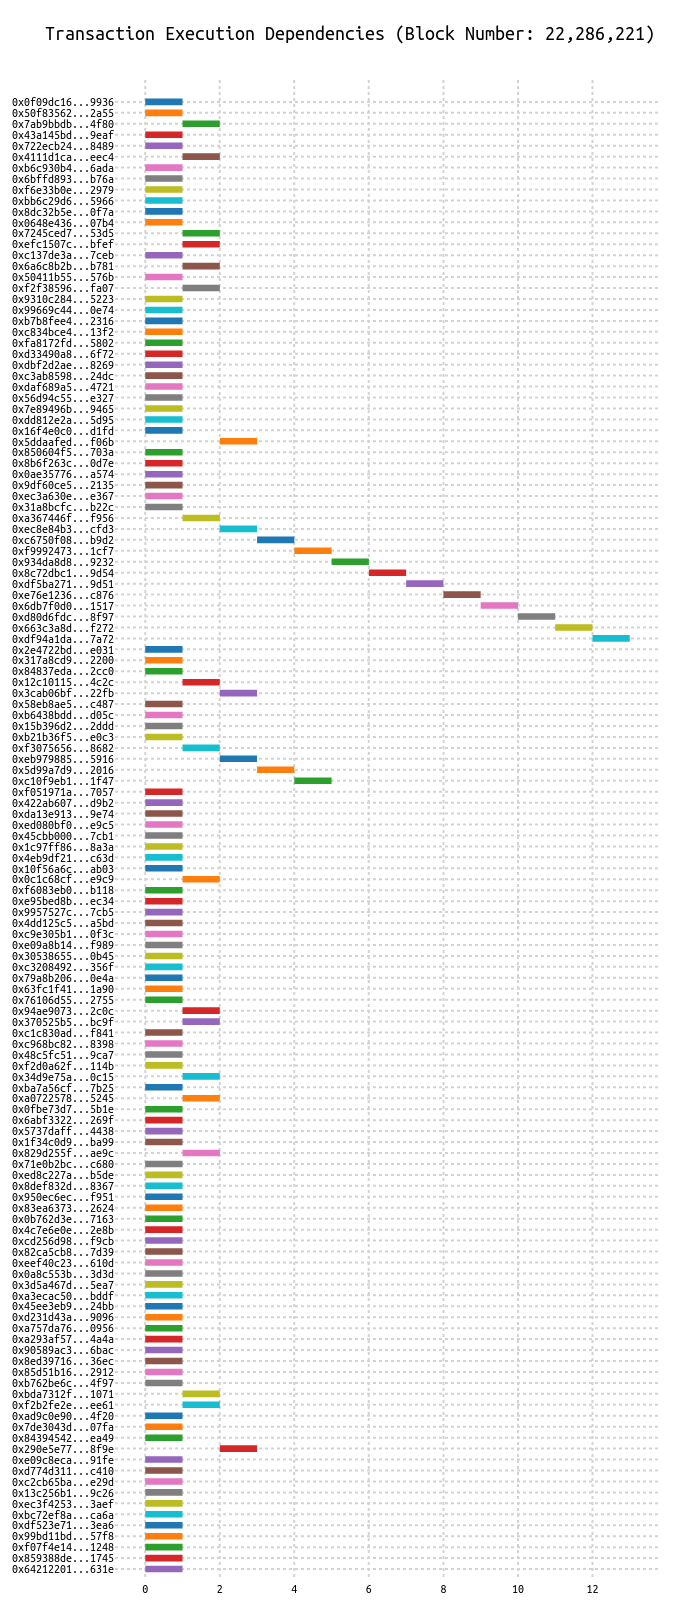 Transaction Execution Dependencies (Block Number: 22,286,221)
0x0f09dc16...9936
0x50f83562...2a55
0x7ab9bbdb...4f80
0x43a145bd...9eaf
0x722ecb24...8489
0x4111d1ca...eec4
0xb6c930b4...6ada
0x6bffd893...b76a
0xf6e33b0e...2979
0xbb6c29d6...5966
0x8dc32b5e...0f7a
0x0648e436...07b4
0x7245ced7...53d5
0xefc1507c...bfef
0xc137de3a...7ceb
0x6a6c8b2b...b781
0x50411b55...576b
0xf2f38596...fa07
0x9310c284...5223
0x99669c44...0e74
0xb7b8fee4...2316
0xc834bce4...13f2
0xfa8172fd...5802
0xd33490a8...6f72
0xdbf2d2ae...8269
0xc3ab8598...24dc
0xdaf689a5...4721
0x56d94c55...e327
0x7e89496b...9465
0xdd812e2a...5d95
0x16f4e0c0...d1fd
0x5ddaafed...f06b
0x850604f5...703a
0x8b6f263c...0d7e
0x0ae35776...a574
0x9df60ce5...2135
0xec3a630e...e367
0x31a8bcfc...b22c
0xa367446f...f956
0xec8e84b3...cfd3
0xc6750f08...b9d2
0xf9992473...1cf7
0x934da8d8...9232
0x8c72dbc1...9d54
0xdf5ba271...9d51
0xe76e1236...c876
0x6db7f0d0...1517
0xd80d6fdc...8f97
0x663c3a8d...f272
0xdf94a1da...7a72
0x2e4722bd...e031
0x317a8cd9...2200
0x84837eda...2cc0
0x12c10115...4c2c
0x3cab06bf...22fb
0x58eb8ae5...c487
0xb6438bdd...d05c
0x15b396d2...2ddd
0xb21b36f5...e0c3
0xf3075656...8682
0xeb979885...5916
0x5d99a7d9...2016
0xc10f9eb1...1f47
0xf051971a...7057
0x422ab607...d9b2
0xda13e913...9e74
0xed080bf0...e9c5
0x45cbb000...7cb1
0x1c97ff86...8a3a
0x4eb9df21...c63d
0x10f56a6c...ab03
0x0c1c68cf...e9c9
0xf6083eb0...b118
0xe95bed8b...ec34
0x9957527c...7cb5
0x4dd125c5...a5bd
0xc9e305b1...0f3c
0xe09a8b14...f989
0x30538655...0b45
0xc3208492...356f
0x79a8b206...0e4a
0x63fc1f41...1a90
0x76106d55...2755
0x94ae9073...2c0c
0x370525b5...bc9f
0xc1c830ad...f841
0xc968bc82...8398
0x48c5fc51...9ca7
0xf2d0a62f...114b
0x34d9e75a...0c15
0xba7a56cf...7b25
0xa0722578...5245
0x0fbe73d7...5b1e
0x6abf3322...269f
0x5737daff...4438
0x1f34c0d9...ba99
0x829d255f...ae9c
0x71e0b2bc...c680
0xed8c227a...b5de
0x8def832d...8367
0x950ec6ec...f951
0x83ea6373...2624
0x0b762d3e...7163
0x4c7e6e0e...2e8b
0xcd256d98...f9cb
0x82ca5cb8...7d39
0xeef40c23...610d
0x0a8c553b...3d3d
0x3d5a467d...5ea7
0xa3ecac50...bddf
0x45ee3eb9...24bb
0xd231d43a...9096
0xa757da76...0956
0xa293af57...4a4a
0x90589ac3...6bac
0x8ed39716...36ec
0x85d51b16...2912
0xb762be6c...4f97
0xbda7312f...1071
0xf2b2fe2e...ee61
0xad9c0e90...4f20
0x7de3043d...07fa
0x84394542...ea49
0x290e5e77...8f9e
0xe09c8eca...91fe
0xd774d311...c410
0xc2cb65ba...e29d
0x13c256b1...9c26
0xec3f4253...3aef
0xbc72ef8a...ca6a
0xdf523e71...3ea6
0x99bd11bd...57f8
0xf07f4e14...1248
0x859388de...1745
0x64212201...631e
0 2 4 6 8 10 12